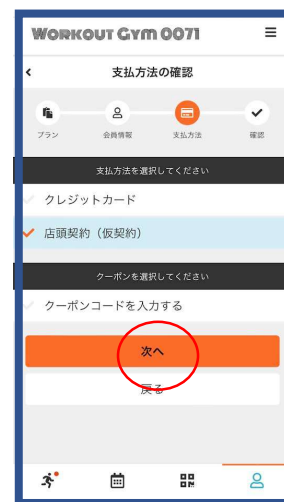 WORKOUT GYM 0071
支払方法の確認
プラン
会員情報
支払方法
確認
支払方法を選択してください
クレジットカード
店頭契約（仮契約）
クーポンを選択してください
クーポンコードを入力する
次へ
戻る